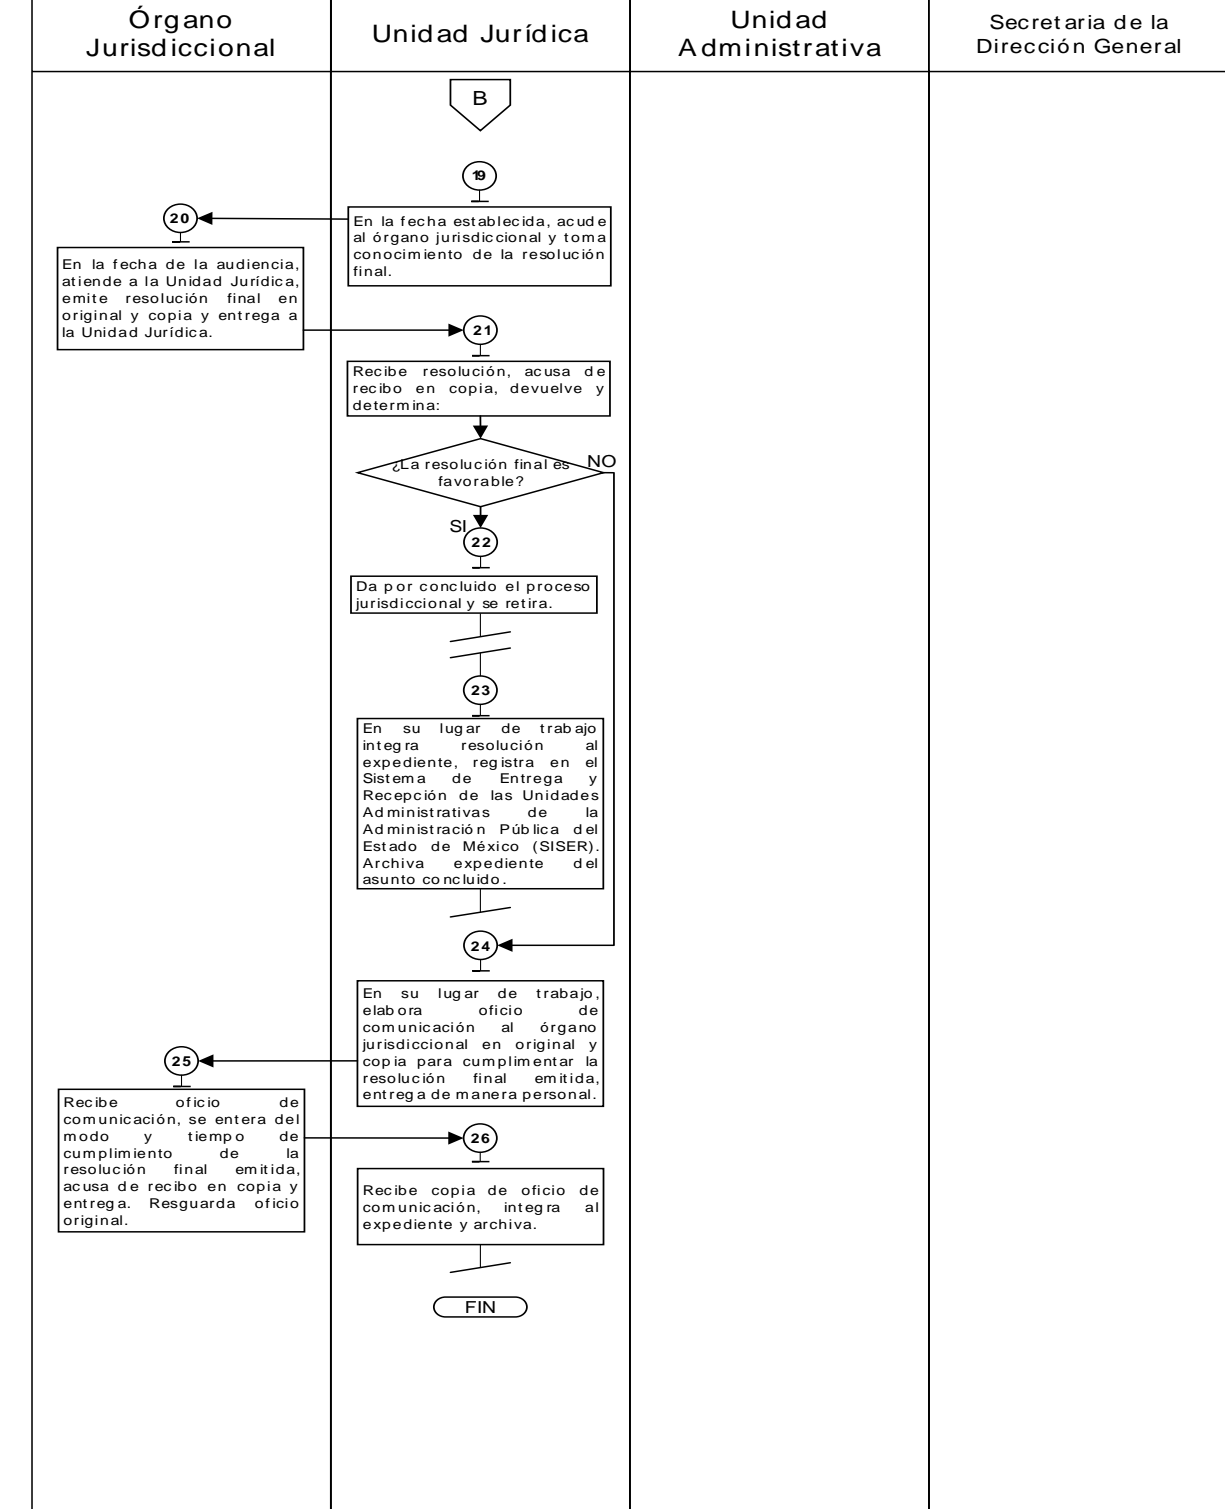 Órgano
Jurisdiccional
Unidad Jurídica
Unidad
Administrativa
Secretaria de la
Dirección General
B
19
En la fecha establecida, acude
al órgano jurisdiccional y toma
conocimiento de la resolución
final.
20
En la fecha de la audiencia,
atiende a la Unidad Jurídica,
emite resolución final en
original y copia y entrega a
la Unidad Jurídica.
21
Recibe resolución, acusa de
recibo en copia, devuelve y
determina:
¿La resolución final es
favorable?
NO
SI
22
Da por concluido el proceso
jurisdiccional y se retira.
23
En su lugar de trabajo
integra resolución al
expediente, registra en el
Sistema de Entrega y
Recepción de las Unidades
Administrativas de la
Administración Pública del
Estado de México (SISER).
Archiva expediente del
asunto concluido.
24
En su lugar de trabajo,
elabora oficio de
comunicación al órgano
jurisdiccional en original y
copia para cumplimentar la
resolución final emitida,
entrega de manera personal.
25
Recibe oficio de
comunicación, se entera del
modo y tiempo de
cumplimiento de la
resolución final emitida,
acusa de recibo en copia y
entrega. Resguarda oficio
original.
26
Recibe copia de oficio de
comunicación, integra al
expediente y archiva.
FIN